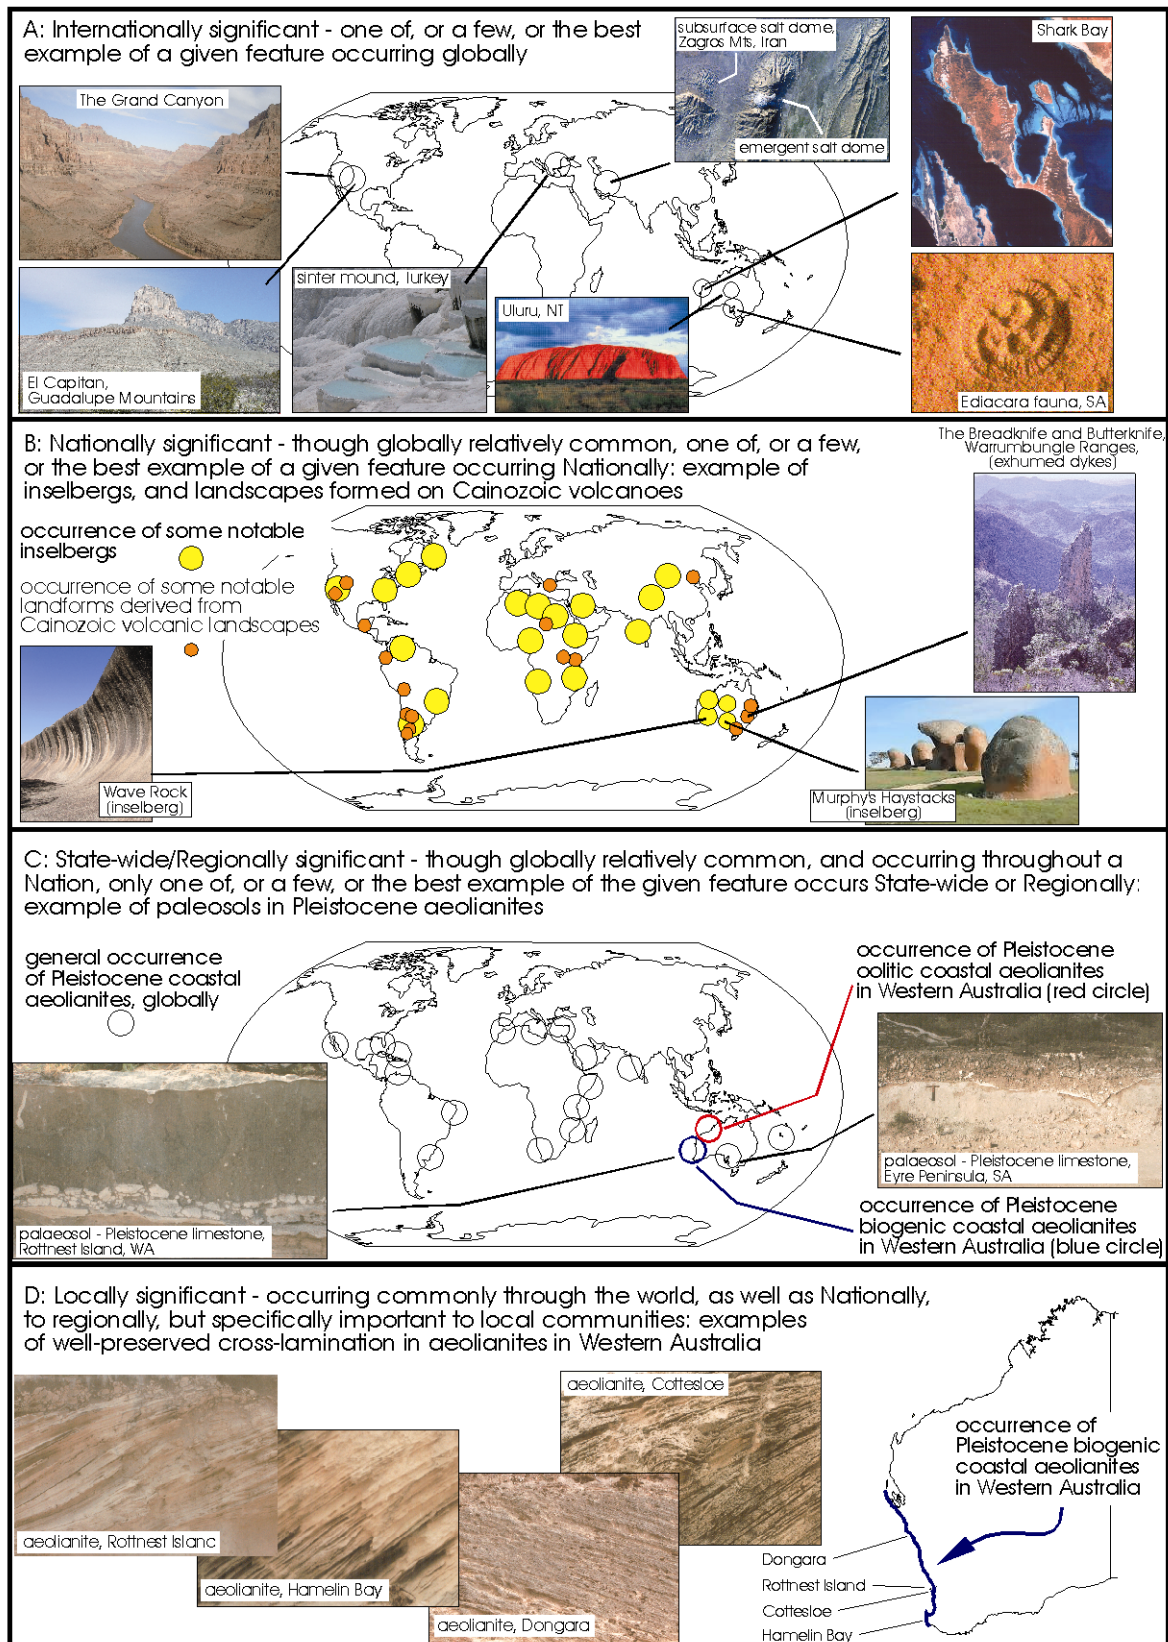 A: Internationally significant - one of, or a few, or the best
example of a given feature occurring globally
The Grand Canyon
subsurface salt dome,
Zagros Mts, Iran
emergent salt dome
Shark Bay
El Capitan,
Guadalupe Mountains
sinter mound, Turkey
Uluru, NT
Ediacara fauna, SA
B: Nationally significant - though globally relatively common, one of, or a few,
or the best example of a given feature occurring Nationally: example of
inselbergs, and landscapes formed on Cainozoic volcanoes
The Breadknife and Butterknife,
Warrumbungle Ranges,
(exhumed dykes)
occurrence of some notable
inselbergs
occurrence of some notable
landforms derived from
Cainozoic volcanic landscapes
Wave Rock
(inselberg)
Murphy's Haystacks
(inselberg)
C: State-wide/Regionally significant - though globally relatively common, and occurring throughout a
Nation, only one of, or a few, or the best example of the given feature occurs State-wide or Regionally:
example of paleosols in Pleistocene aeolianites
general occurrence
of Pleistocene coastal
aeolianites, globally
occurrence of Pleistocene
oolitic coastal aeolianites
in Western Australia (red circle)
palaeosol - Pleistocene limestone,
Rottnest Island, WA
palaeosol - Pleistocene limestone,
Eyre Peninsula, SA
occurrence of Pleistocene
biogenic coastal aeolianites
in Western Australia (blue circle)
D: Locally significant - occurring commonly through the world, as well as Nationally,
to regionally, but specifically important to local communities: examples
of well-preserved cross-lamination in aeolianites in Western Australia
aeolianite, Rottnest Islanc
aeolianite, Hamelin Bay
aeolianite, Dongara
aeolianite, Cottesloe
occurrence of
Pleistocene biogenic
coastal aeolianites
in Western Australia
Dongara
Rottnest Island
Cottesloe
Hamelin Bay